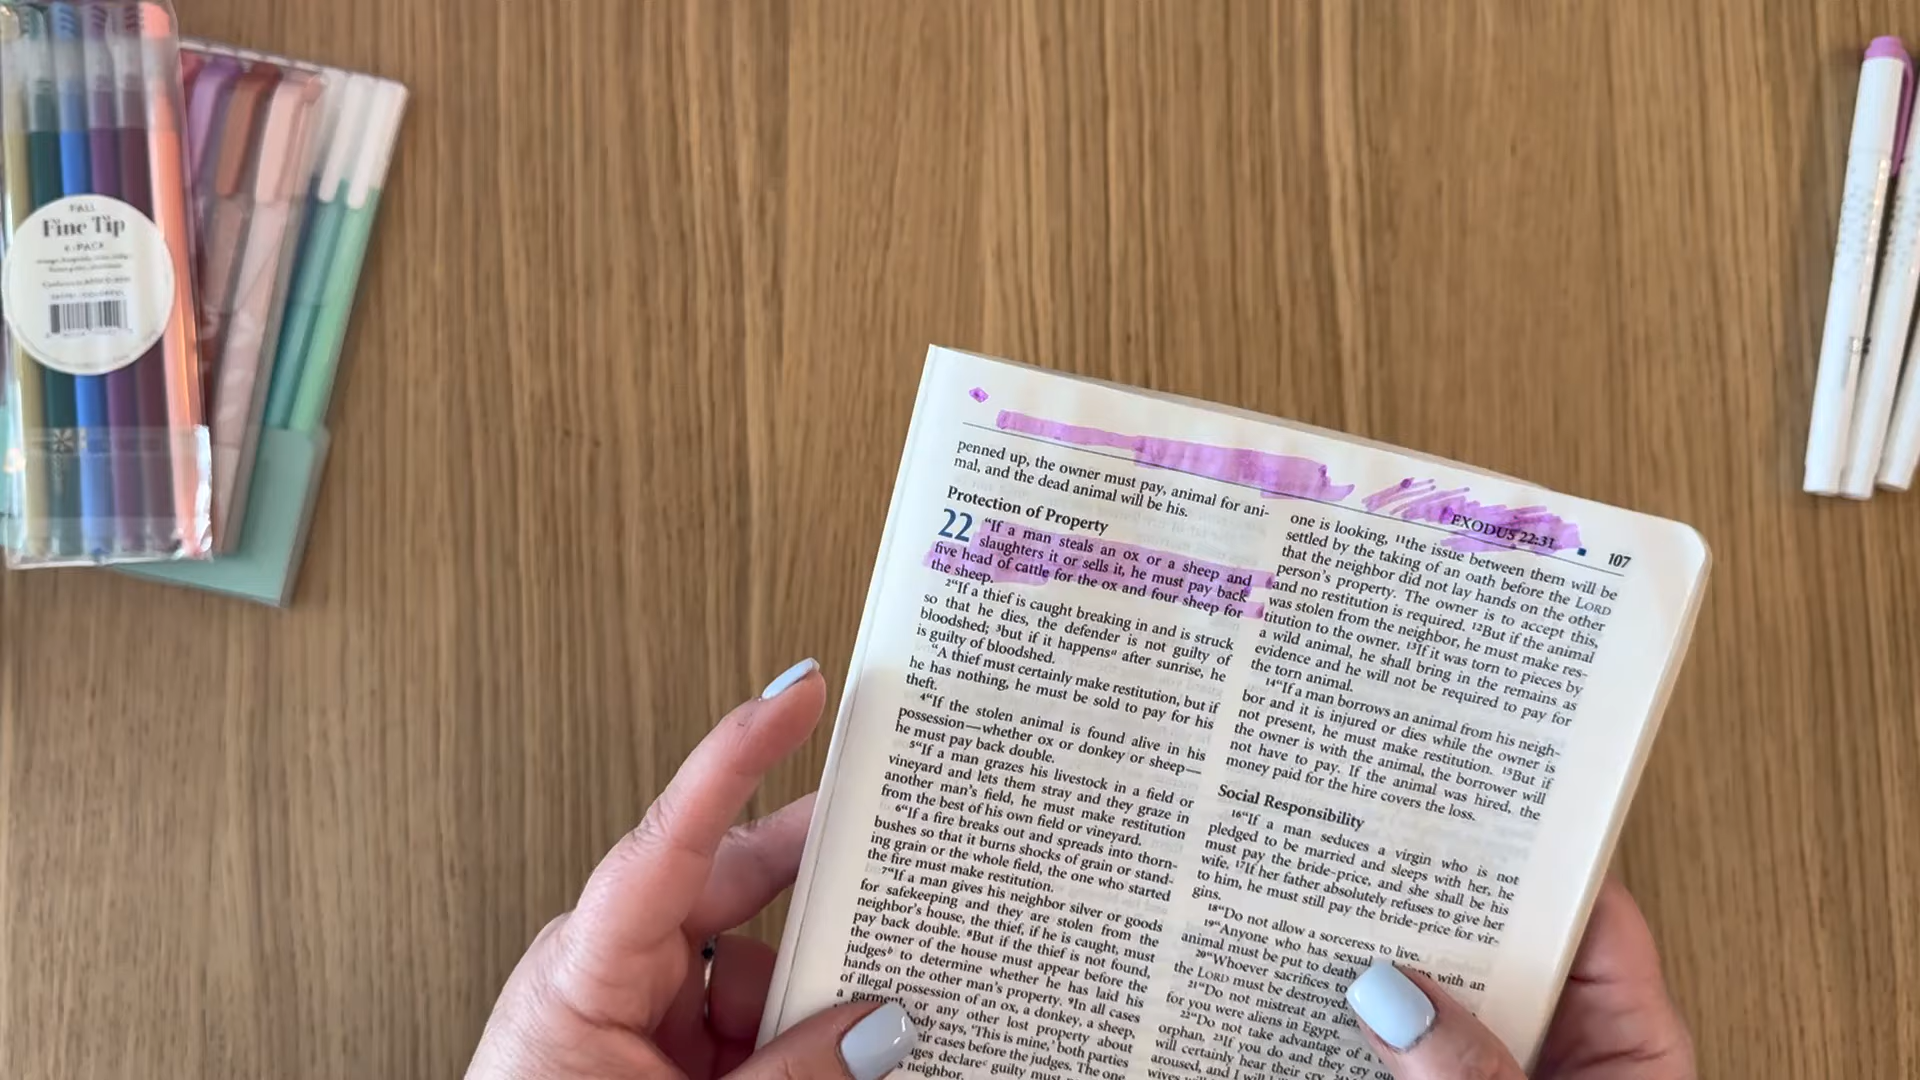 FALL
Fine Tip
EXODUS 22:31
107
penned up, the owner must pay, animal for ani-
mal, and the dead animal will be his.
Protection of Property
22 “If a man steals an ox or a sheep and
slaughters it or sells it, he must pay back
five head of cattle for the ox and four sheep for
the sheep.
2“If a thief is caught breaking in and is struck
so that he dies, the defender is not guilty of
bloodshed; 3but if it happensa after sunrise, he
is guilty of bloodshed.
“A thief must certainly make restitution, but if
he has nothing, he must be sold to pay for his
theft.
4“If the stolen animal is found alive in his
possession—whether ox or donkey or sheep—
he must pay back double.
5“If a man grazes his livestock in a field or
vineyard and lets them stray and they graze in
another man's field, he must make restitution
from the best of his own field or vineyard.
6“If a fire breaks out and spreads into thorn-
bushes so that it burns shocks of grain or stand-
ing grain or the whole field, the one who started
the fire must make restitution.
7“If a man gives his neighbor silver or goods
for safekeeping and they are stolen from the
neighbor's house, the thief, if he is caught, must
pay back double. 8But if the thief is not found,
the owner of the house must appear before the
judgesb to determine whether he has laid his
hands on the other man's property. 9In all cases
of illegal possession of an ox, a donkey, a sheep,
a garment, or any other lost property about
body says, ‘This is mine,’ both parties
cases before the judges. The one
declarec guilty must
neighbor.
one is looking, 11the issue between them will be
settled by the taking of an oath before the LORD
that the neighbor did not lay hands on the other
person's property. The owner is to accept this,
and no restitution is required. 12But if the animal
was stolen from the neighbor, he must make res-
titution to the owner. 13If it was torn to pieces by
a wild animal, he shall bring in the remains as
evidence and he will not be required to pay for
the torn animal.
14“If a man borrows an animal from his neigh-
bor and it is injured or dies while the owner is
not present, he must make restitution. 15But if
the owner is with the animal, the borrower will
not have to pay. If the animal was hired, the
money paid for the hire covers the loss.
Social Responsibility
16“If a man seduces a virgin who is not
pledged to be married and sleeps with her, he
must pay the bride-price, and she shall be his
wife. 17If her father absolutely refuses to give her
to him, he must still pay the bride-price for vir-
gins.
18“Do not allow a sorceress to live.
19“Anyone who has sexual with an
animal must be put to death
20“Whoever sacrifices to
the LORD must be destroyed
21“Do not mistreat an alien
for you were aliens in Egypt.
22“Do not take advantage of a
orphan. 23If you do and they cry
will certainly hear their cry.
aroused, and I will
wives